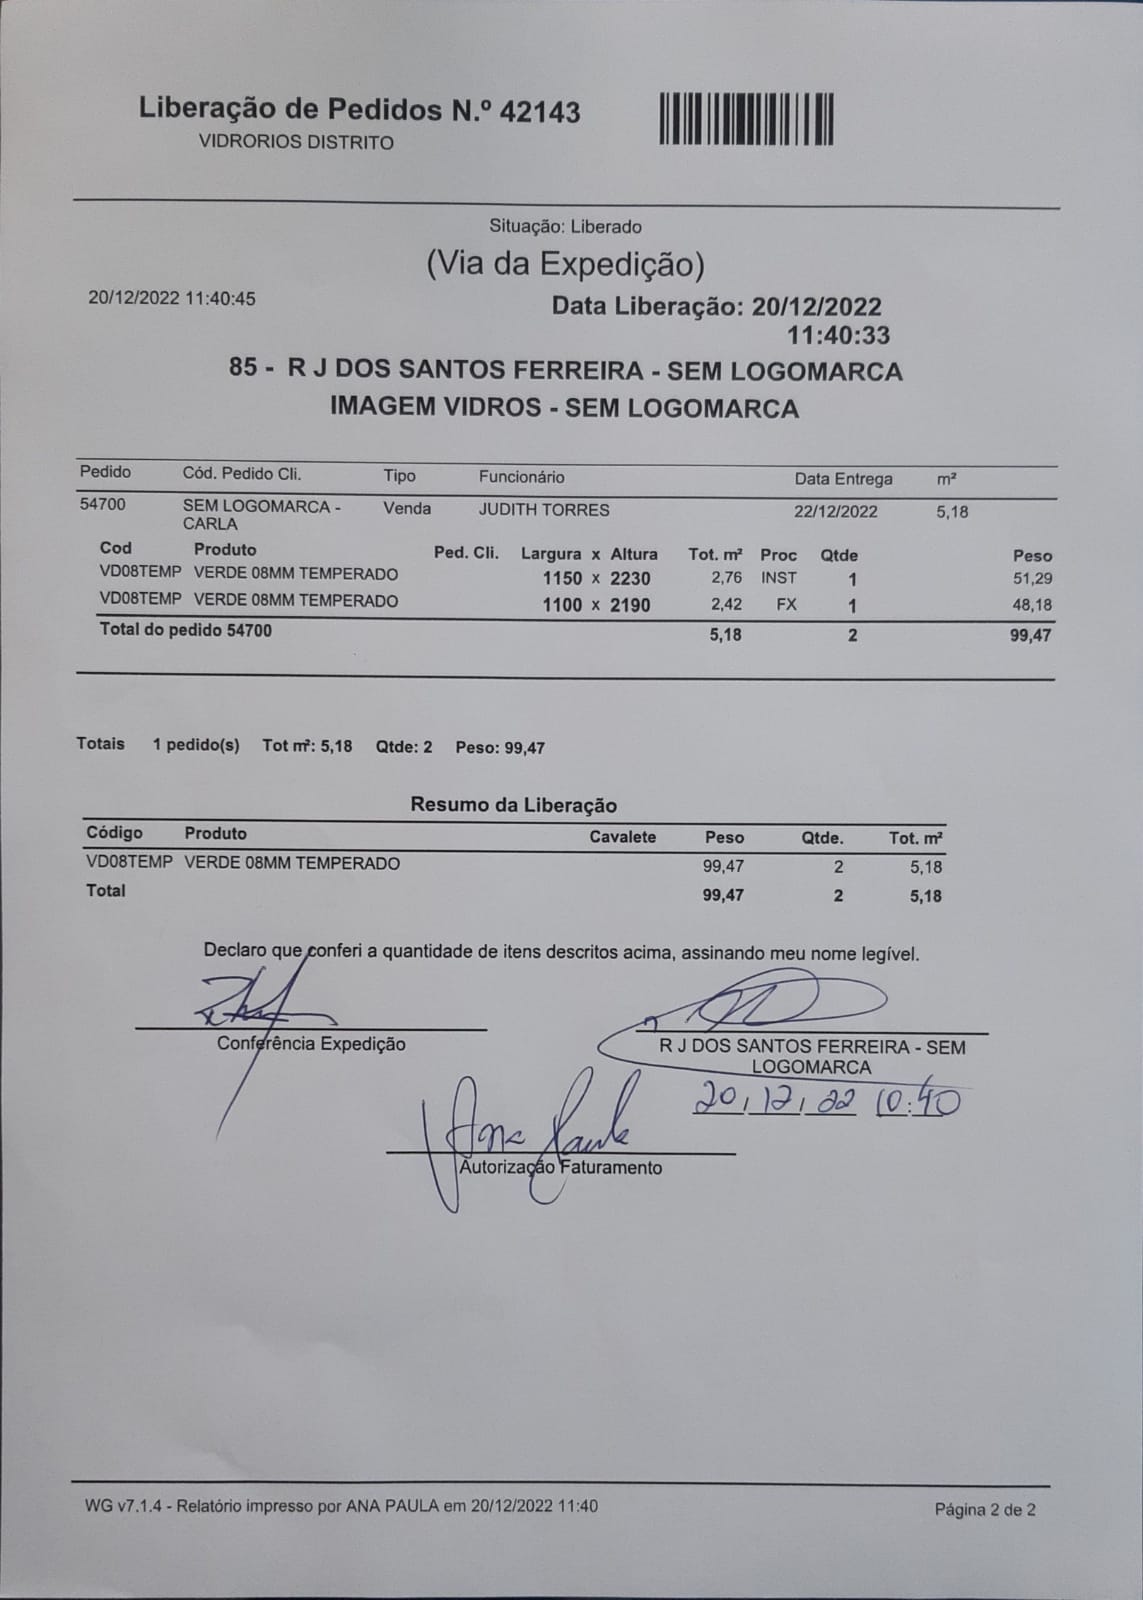 Liberação de Pedidos N.º 42143
VIDRORIOS DISTRITO
Situação: Liberado
(Via da Expedição)
20/12/2022 11:40:45
Data Liberação: 20/12/2022
11:40:33
85 - R J DOS SANTOS FERREIRA - SEM LOGOMARCA
IMAGEM VIDROS - SEM LOGOMARCA
Pedido Cód. Pedido Cli. Tipo Funcionário Data Entrega m²
54700 SEM LOGOMARCA - Venda JUDITH TORRES 22/12/2022 5,18
CARLA
Cod Produto Ped. Cli. Largura x Altura Tot. m² Proc Qtde Peso
VD08TEMP VERDE 08MM TEMPERADO 1150 x 2230 2,76 INST 1 51,29
VD08TEMP VERDE 08MM TEMPERADO 1100 x 2190 2,42 FX 1 48,18
Total do pedido 54700 5,18 2 99,47
Totais 1 pedido(s) Tot m²: 5,18 Qtde: 2 Peso: 99,47
Resumo da Liberação
Código Produto Cavalete Peso Qtde. Tot. m²
VD08TEMP VERDE 08MM TEMPERADO 99,47 2 5,18
Total 99,47 2 5,18
Declaro que conferi a quantidade de itens descritos acima, assinando meu nome legível.
Conferência Expedição
R J DOS SANTOS FERREIRA - SEM
LOGOMARCA
20/12/22 10:40
Ana Paula
Autorização Faturamento
WG v7.1.4 - Relatório impresso por ANA PAULA em 20/12/2022 11:40
Página 2 de 2